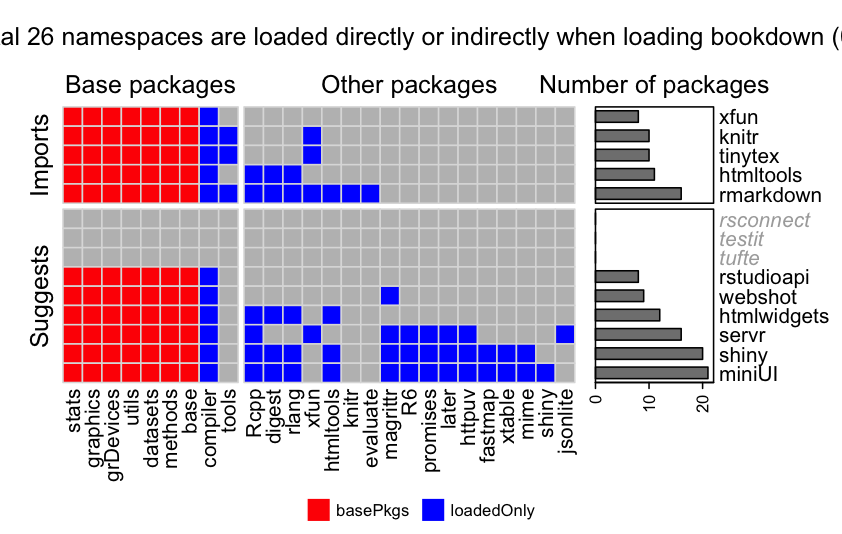 al 26 namespaces are loaded directly or indirectly when loading bookdown (
Base packages
Other packages
Number of packages
Imports
xfun
knitr
tinytex
htmltools
rmarkdown
Suggests
rsconnect
testit
tufte
rstudioapi
webshot
htmlwidgets
servr
shiny
miniUI
stats
graphics
grDevices
utils
datasets
methods
base
compiler
tools
Rcpp
digest
rlang
xfun
htmltools
knitr
evaluate
magrittr
R6
promises
later
httpuv
fastmap
xtable
mime
shiny
jsonlite
0
10
20
basePkgs
loadedOnly